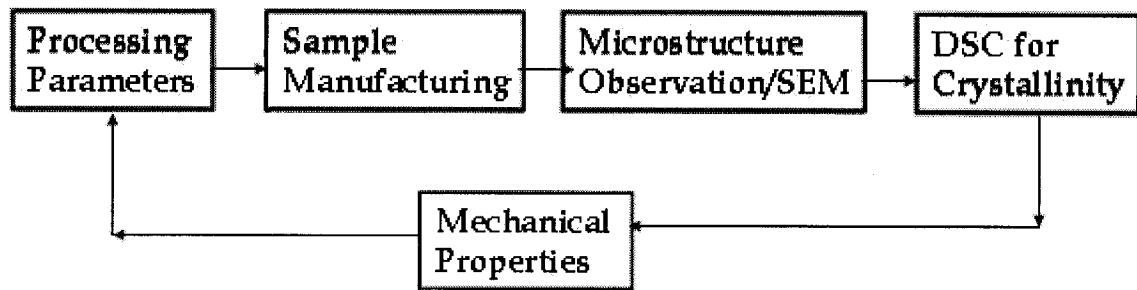 Processing
Parameters
Sample
Manufacturing
Microstructure
Observation/SEM
DSC for
Crystallinity
Mechanical
Properties